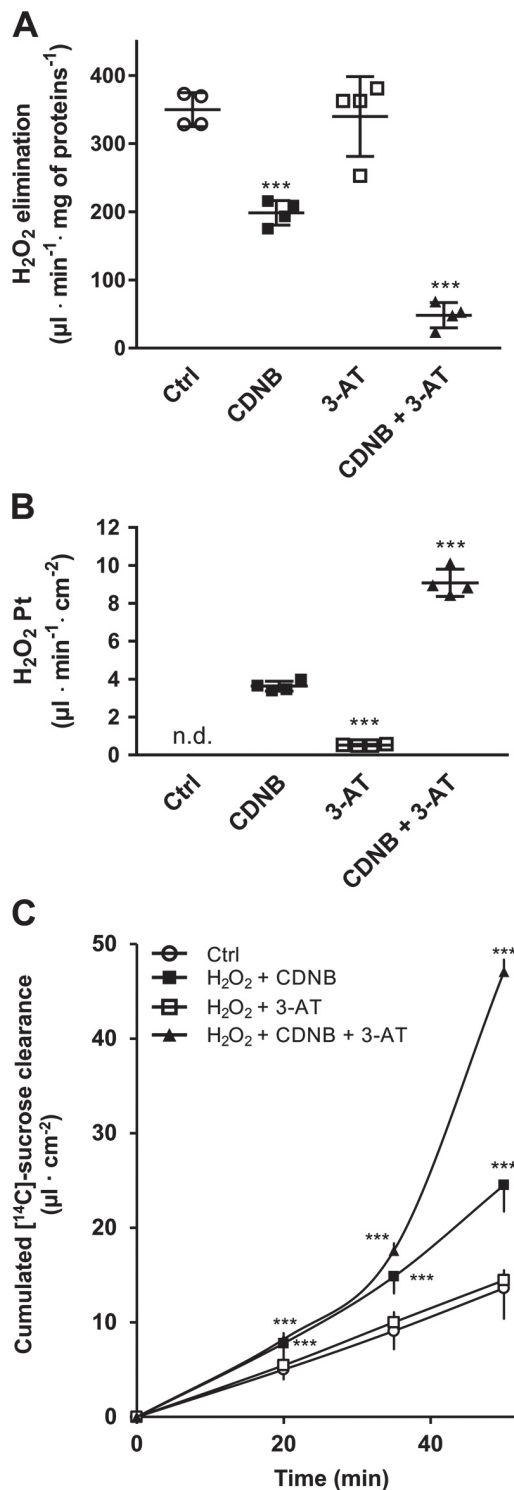 A
H₂O₂ elimination
(µl · min⁻¹ · mg of proteins⁻¹)
400
300
200
100
0
***
***
Ctrl
CDNB
3-AT
CDNB + 3-AT
B
H₂O₂ Pt
(µl · min⁻¹ · cm⁻²)
12
10
8
6
4
2
0
n.d.
***
***
Ctrl
CDNB
3-AT
CDNB + 3-AT
C
Cumulated [¹⁴C]-sucrose clearance
(µl · cm⁻²)
50
40
30
20
10
0
Ctrl
H₂O₂ + CDNB
H₂O₂ + 3-AT
H₂O₂ + CDNB + 3-AT
***
***
***
***
***
***
0
20
40
Time (min)